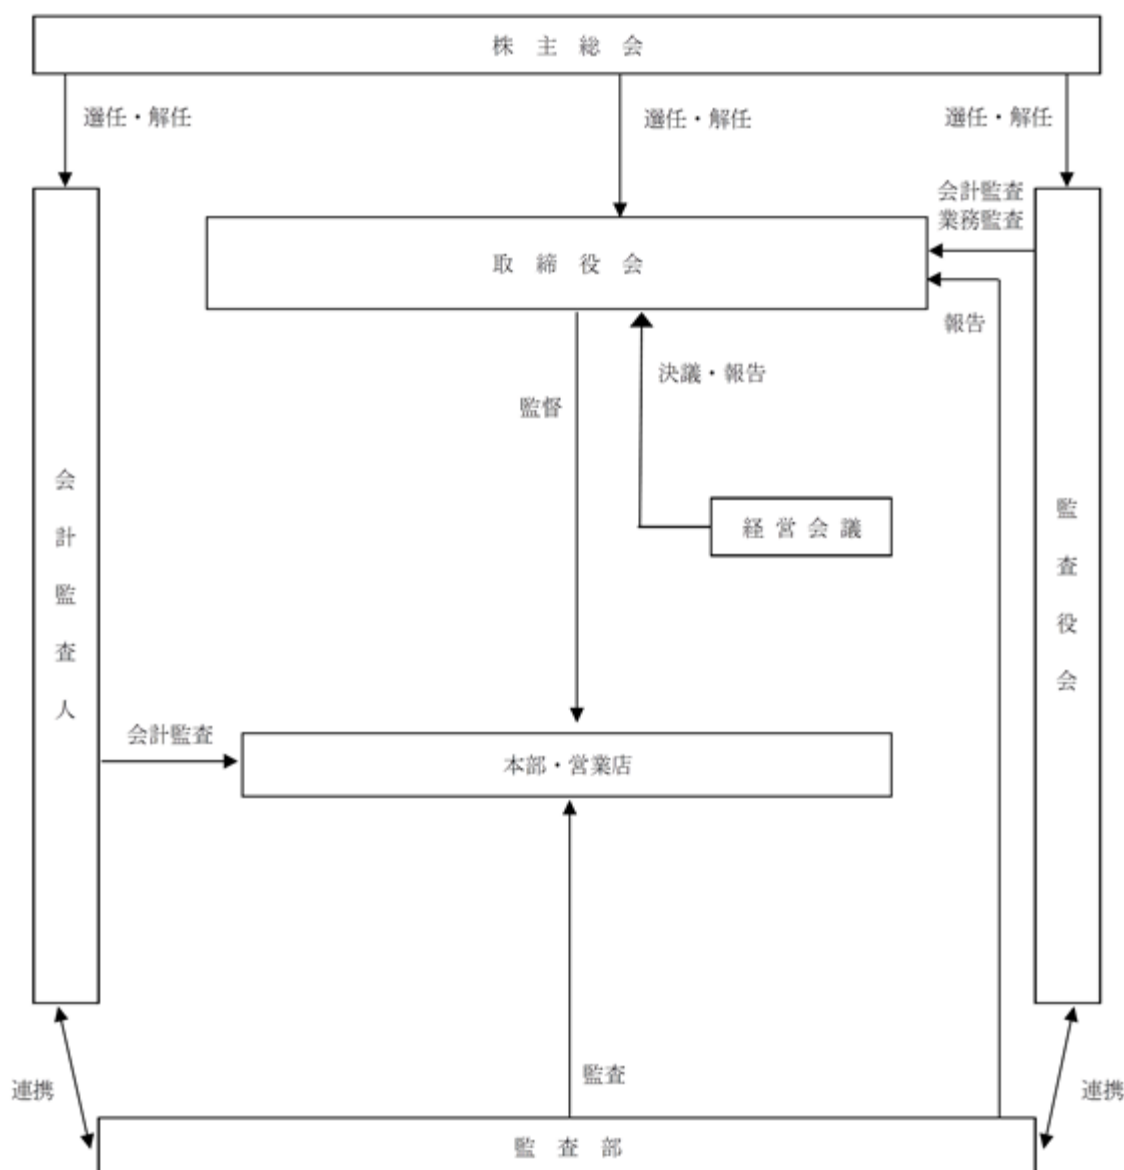 株主総会
選任・解任
選任・解任
選任・解任
会計監査
業務監査
取締役会
報告
決議・報告
監督
会計監査人
経営会議
監査役会
会計監査
本部・営業店
監査
連携
連携
監査部